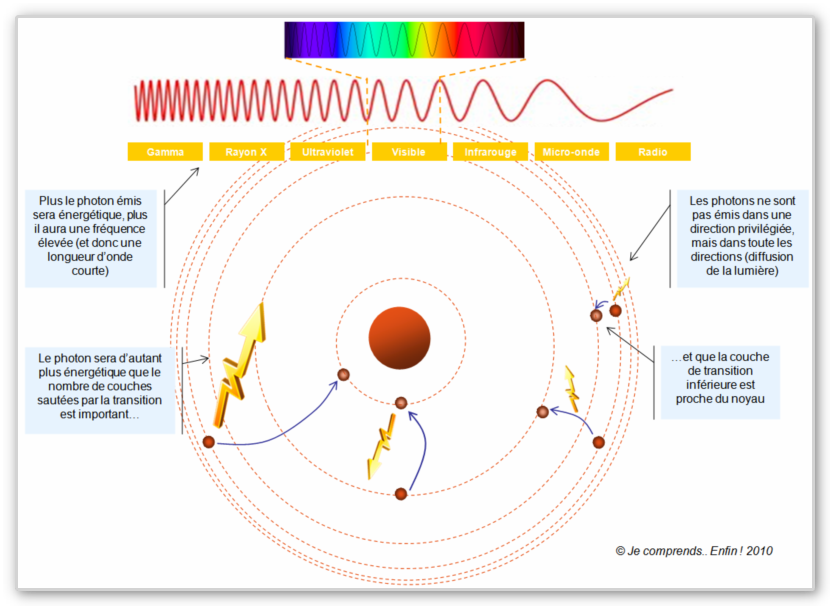 Gamma Rayon X Ultraviolet Visible Infrarouge Micro-onde Radio
Plus le photon émis
sera énergétique, plus
il aura une fréquence
élevée (et donc une
longueur d'onde
courte)
Les photons ne sont
pas émis dans une
direction privilégiée,
mais dans toute les
directions (diffusion
de la lumière)
Le photon sera d'autant
plus énergétique que le
nombre de couches
sautées par la transition
est important…
…et que la couche
de transition
inférieure est
proche du noyau
© Je comprends.. Enfin ! 2010